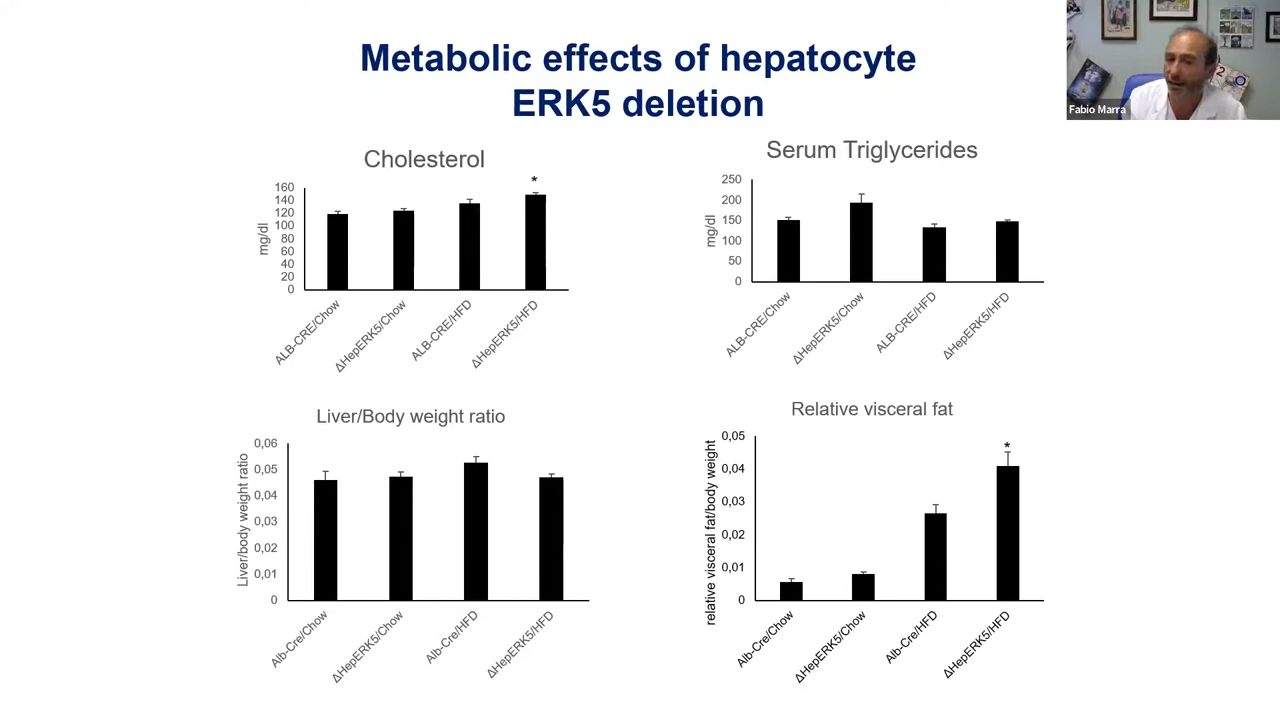 Metabolic effects of hepatocyte
ERK5 deletion
Fabio Marra
Cholesterol
*
160
140
120
100
80
60
40
20
0
mg/dl
ALB-CRE/Chow
ΔHepERK5/Chow
ALB-CRE/HFD
ΔHepERK5/HFD
Serum Triglycerides
250
200
150
100
50
0
mg/dl
ALB-CRE/Chow
ΔHepERK5/Chow
ALB-CRE/HFD
ΔHepERK5/HFD
Liver/Body weight ratio
0,06
0,05
0,04
0,03
0,02
0,01
0
Liver/body weight ratio
Alb-Cre/Chow
ΔHepERK5/Chow
Alb-Cre/HFD
ΔHepERK5/HFD
Relative visceral fat
*
0,05
0,04
0,03
0,02
0,01
0
relative visceral fat/body weight
Alb-Cre/Chow
ΔHepERK5/Chow
Alb-Cre/HFD
ΔHepERK5/HFD